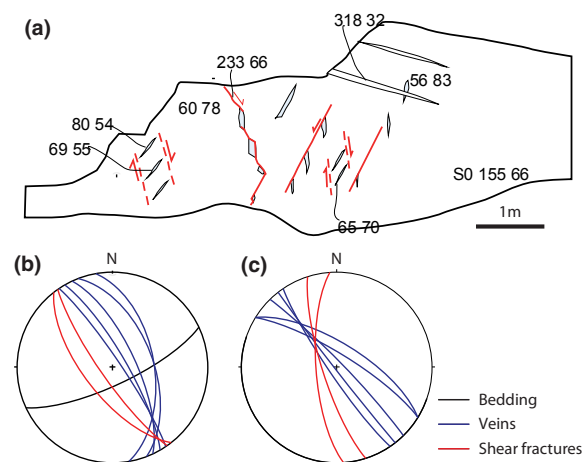 (a)
318 32
233 66
56 83
60 78
80 54
69 55
S0 155 66
65 70
1m
(b)
N
(c)
N
Bedding
Veins
Shear fractures